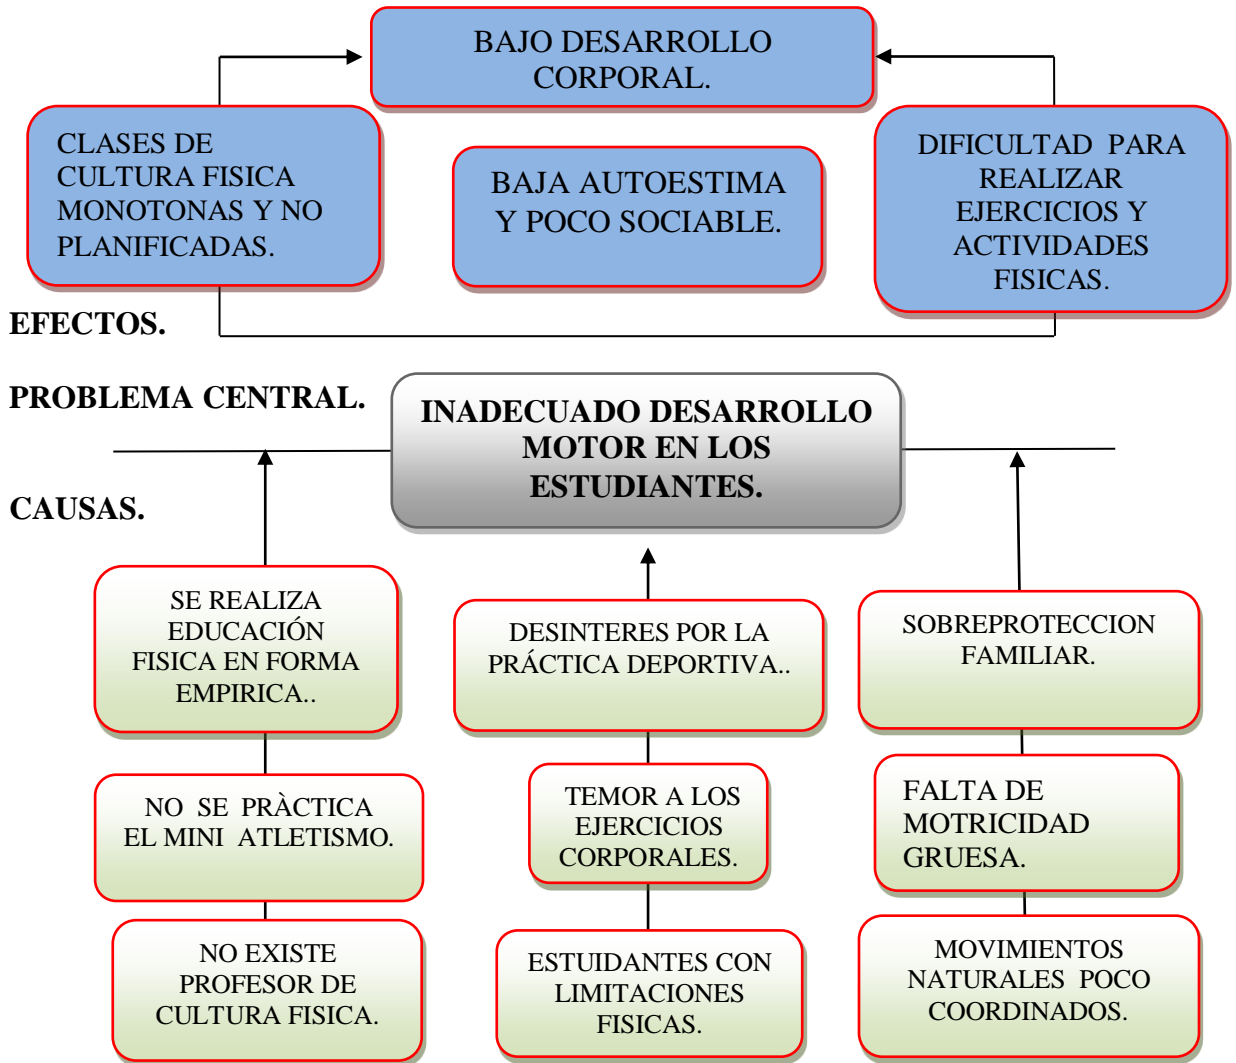 BAJO DESARROLLO
CORPORAL.
CLASES DE
CULTURA FISICA
MONOTONAS Y NO
PLANIFICADAS.
BAJA AUTOESTIMA
Y POCO SOCIABLE.
DIFICULTAD PARA
REALIZAR
EJERCICIOS Y
ACTIVIDADES
FISICAS.
EFECTOS.
PROBLEMA CENTRAL.
INADECUADO DESARROLLO
MOTOR EN LOS
ESTUDIANTES.
CAUSAS.
SE REALIZA
EDUCACIÓN
FISICA EN FORMA
EMPIRICA..
DESINTERES POR LA
PRÁCTICA DEPORTIVA..
SOBREPROTECCION
FAMILIAR.
NO SE PRÀCTICA
EL MINI ATLETISMO.
TEMOR A LOS
EJERCICIOS
CORPORALES.
FALTA DE
MOTRICIDAD
GRUESA.
NO EXISTE
PROFESOR DE
CULTURA FISICA.
ESTUIDANTES CON
LIMITACIONES
FISICAS.
MOVIMIENTOS
NATURALES POCO
COORDINADOS.